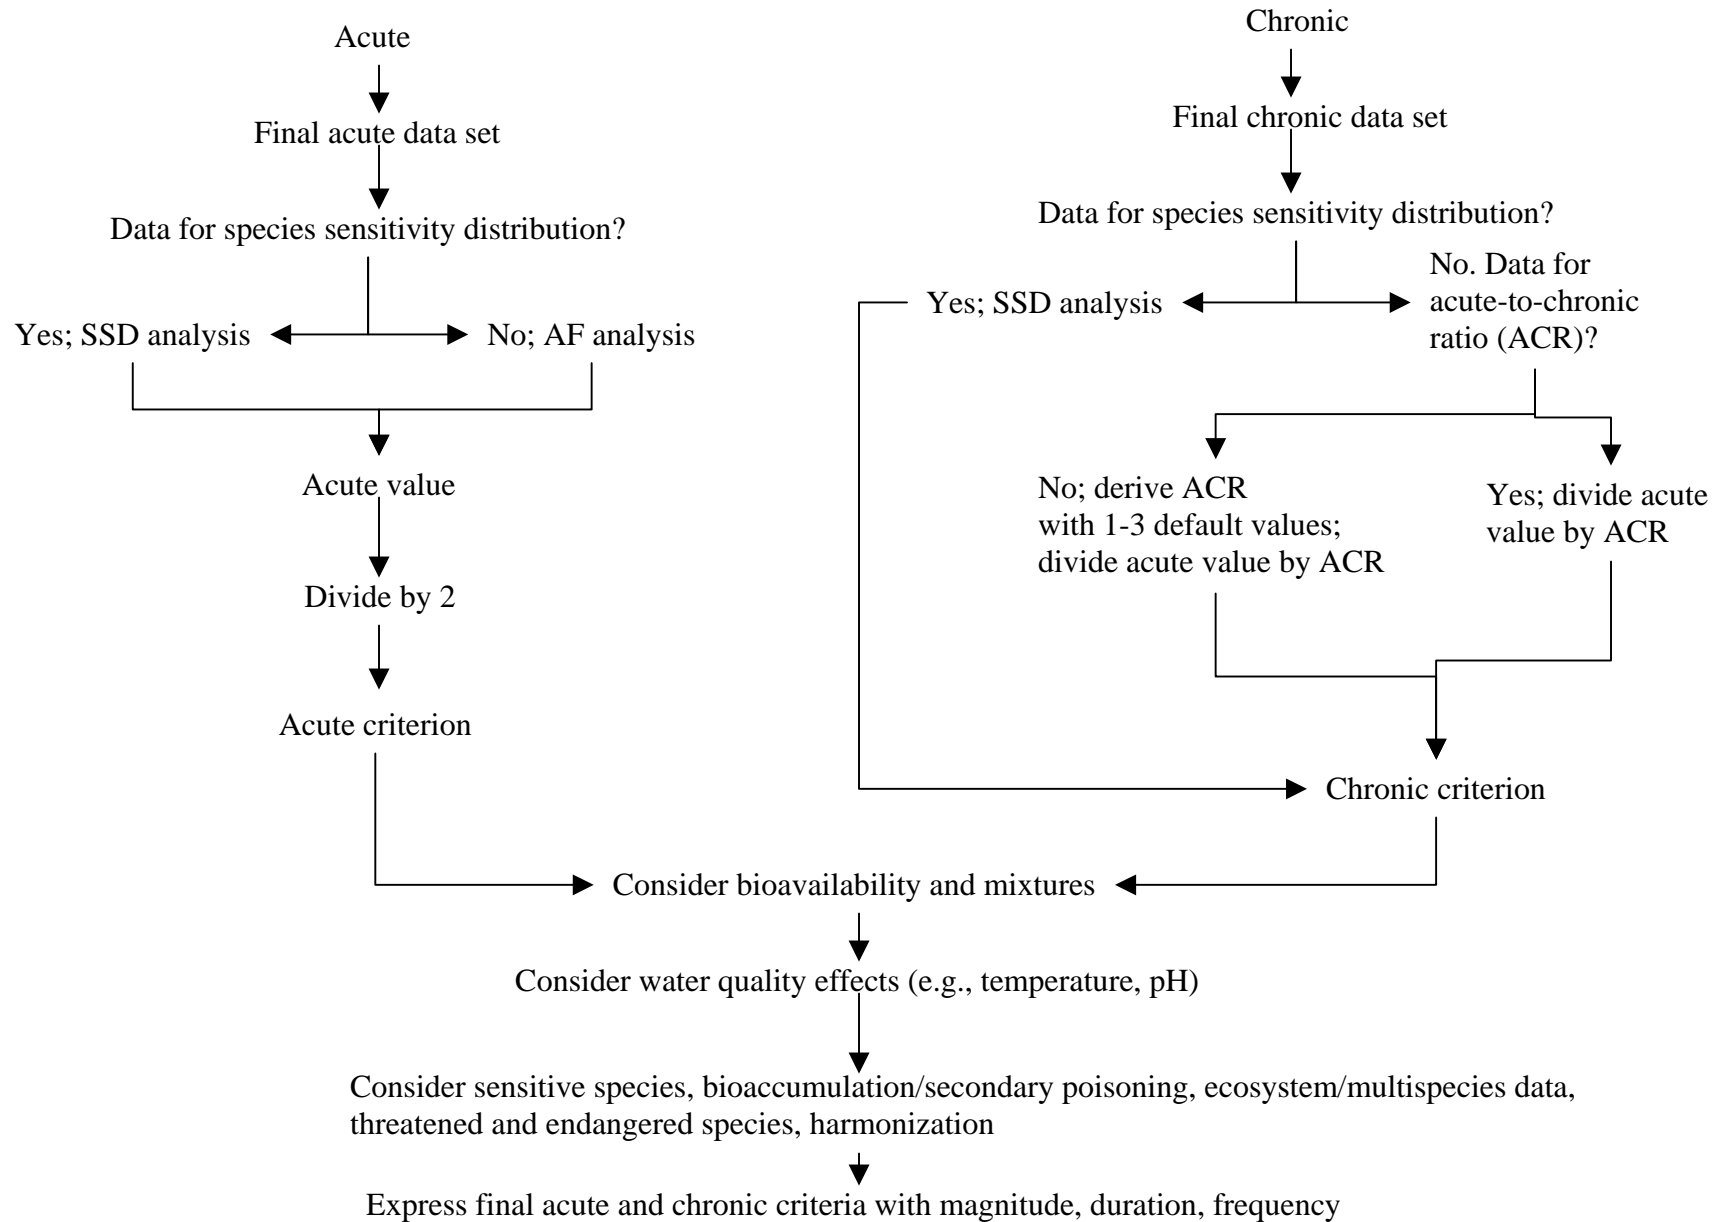 Acute
Final acute data set
Data for species sensitivity distribution?
Yes; SSD analysis
No; AF analysis
Acute value
Divide by 2
Acute criterion
Chronic
Final chronic data set
Data for species sensitivity distribution?
Yes; SSD analysis
No. Data for
acute-to-chronic
ratio (ACR)?
No; derive ACR
with 1-3 default values;
divide acute value by ACR
Yes; divide acute
value by ACR
Chronic criterion
Consider bioavailability and mixtures
Consider water quality effects (e.g., temperature, pH)
Consider sensitive species, bioaccumulation/secondary poisoning, ecosystem/multispecies data,
threatened and endangered species, harmonization
Express final acute and chronic criteria with magnitude, duration, frequency